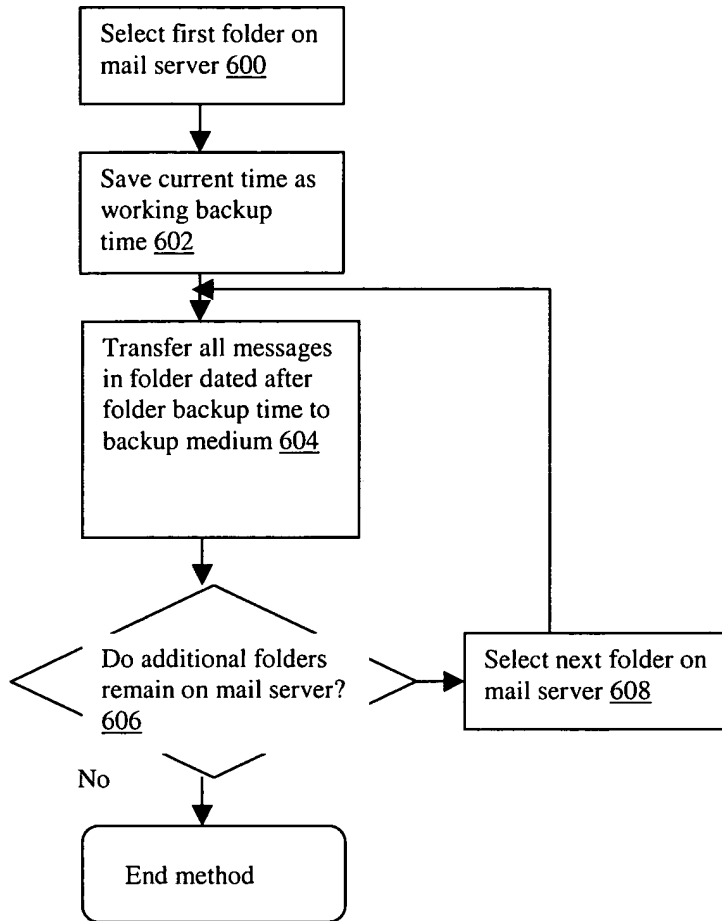 Select first folder on
mail server 600
Save current time as
working backup
time 602
Transfer all messages
in folder dated after
folder backup time to
backup medium 604
Do additional folders
remain on mail server?
606
Select next folder on
mail server 608
No
End method